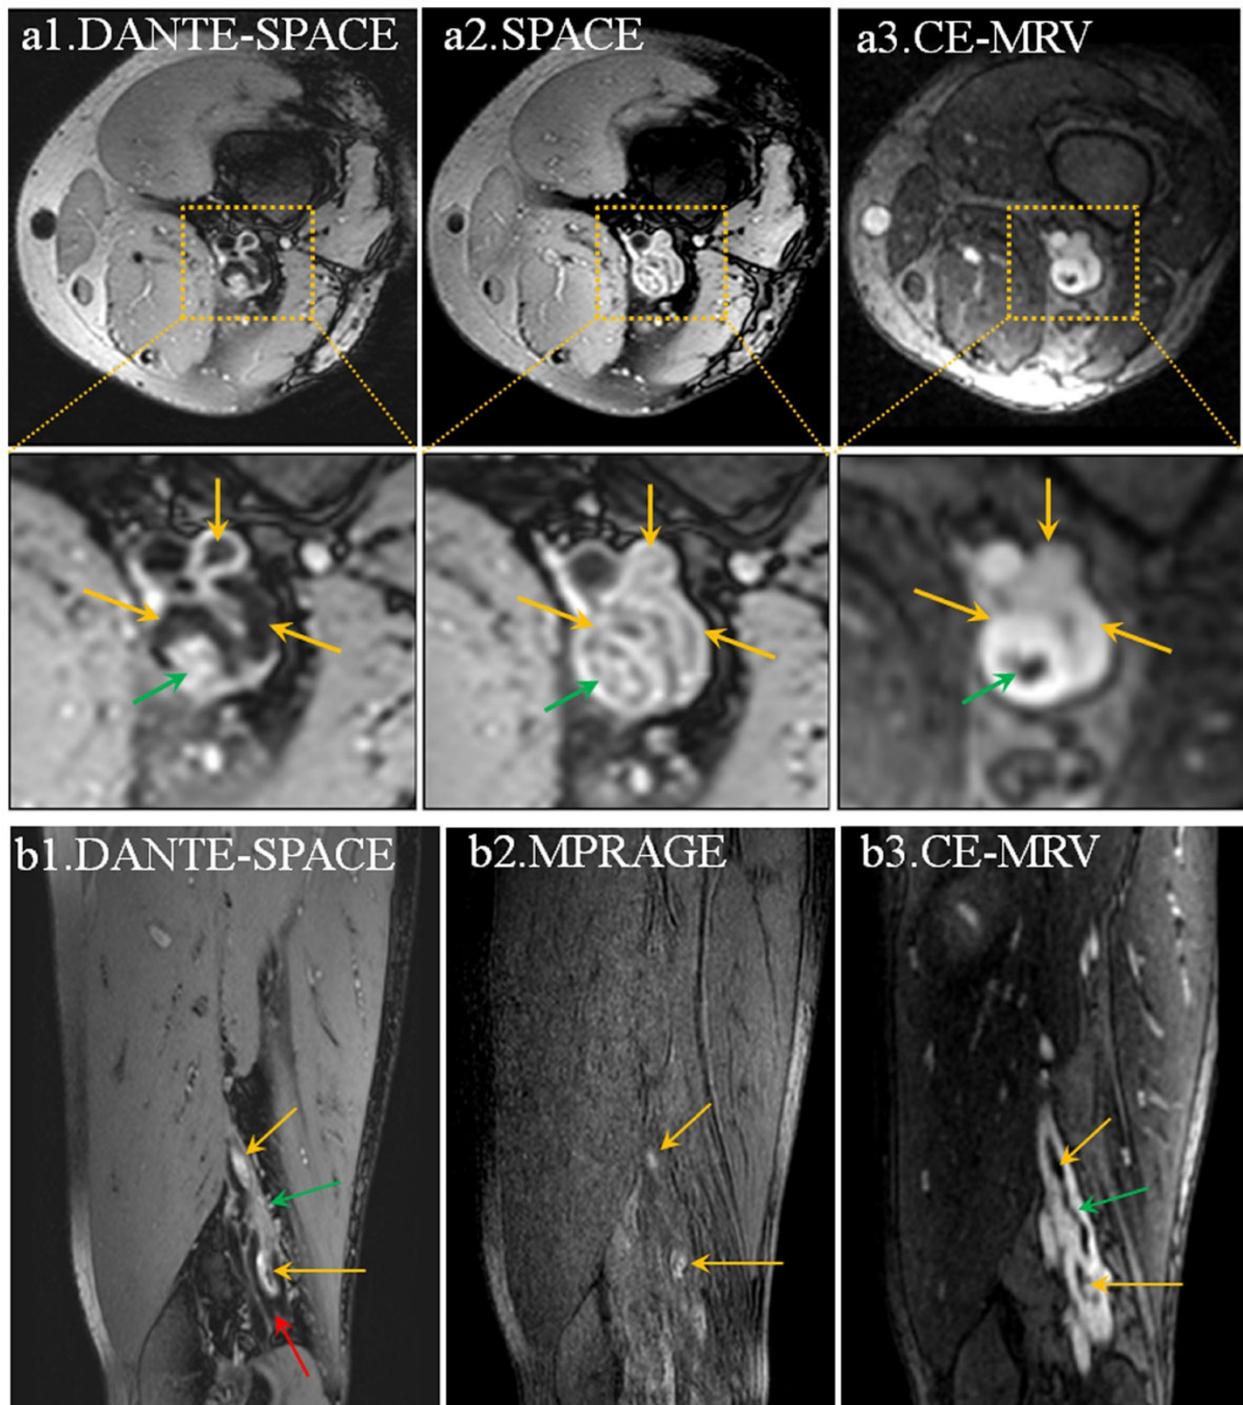 a1.DANTE-SPACE
a2.SPACE
a3.CE-MRV
b1.DANTE-SPACE
b2.MPRAGE
b3.CE-MRV